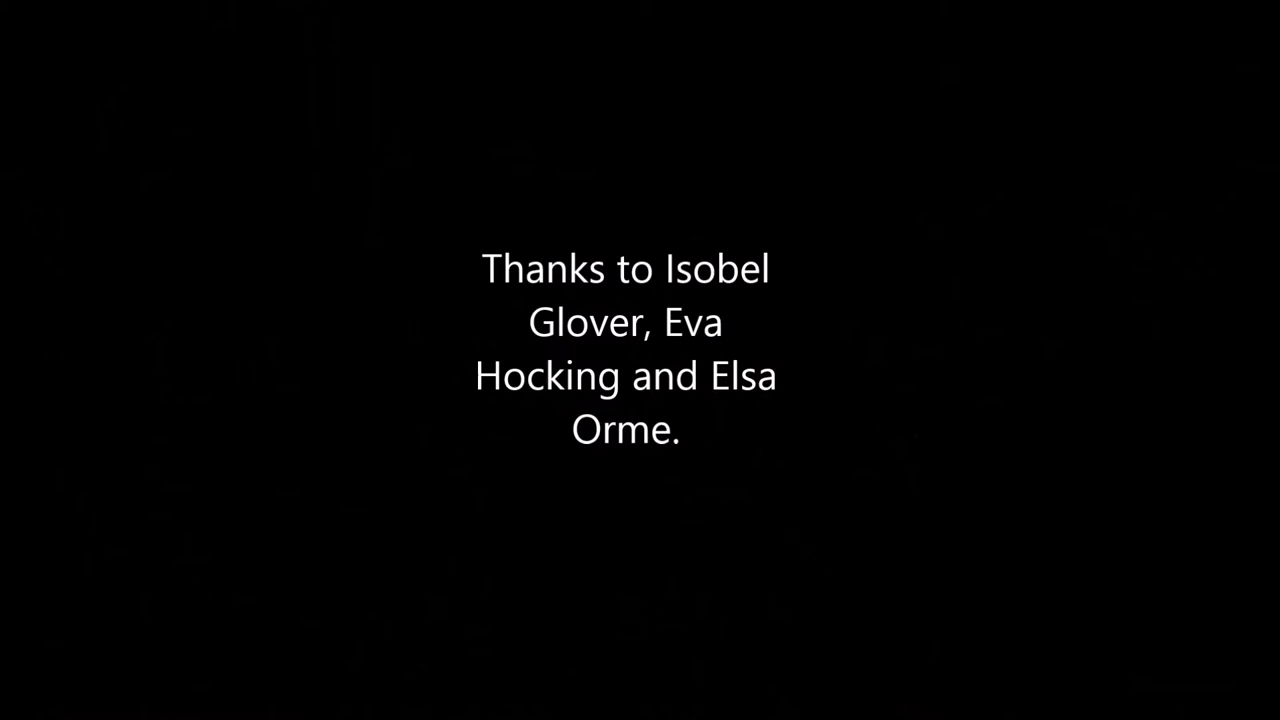 Thanks to Isobel
Glover, Eva
Hocking and Elsa
Orme.